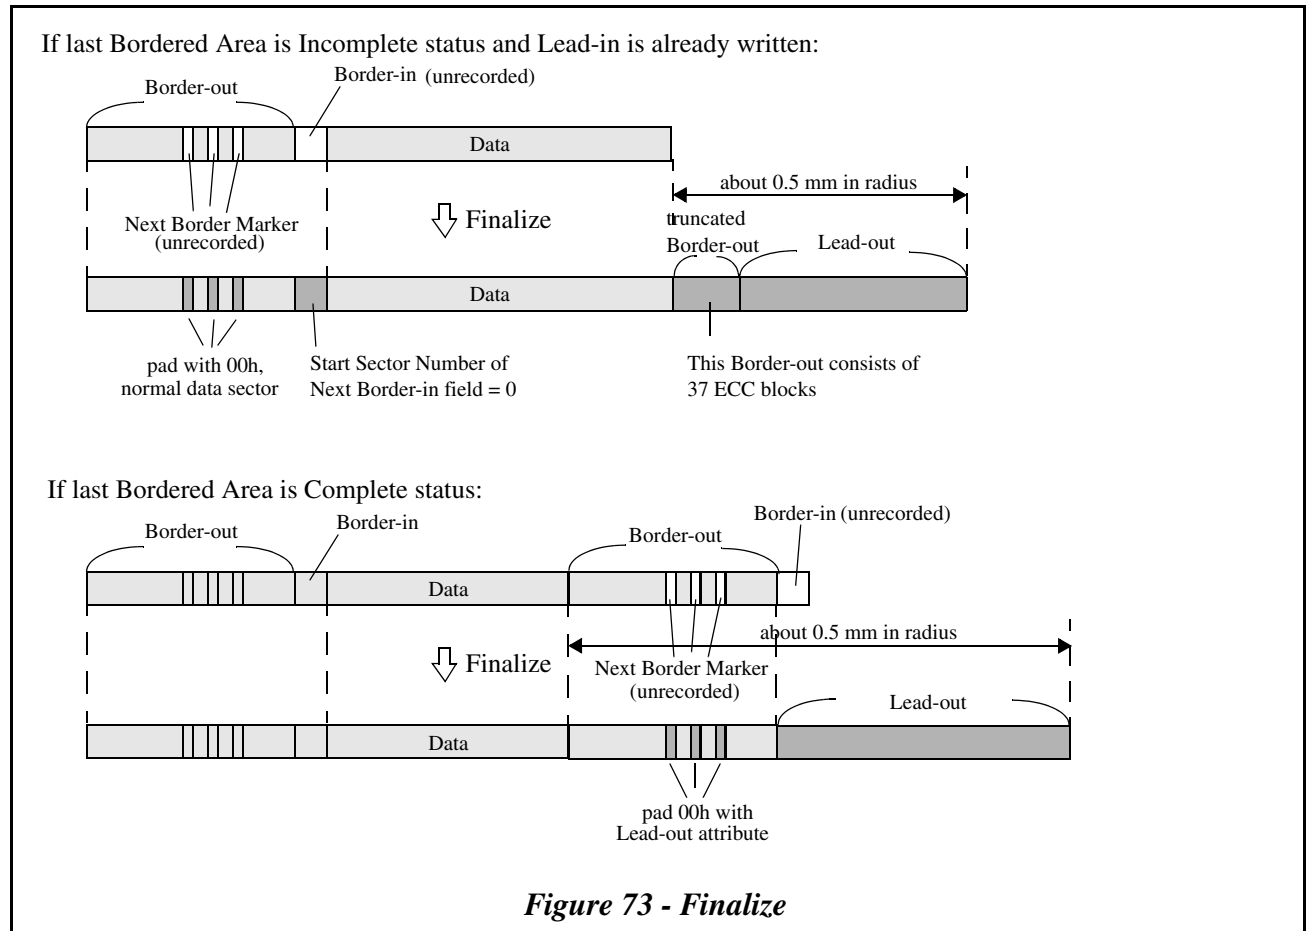 If last Bordered Area is Incomplete status and Lead-in is already written:
Border-in (unrecorded)
Border-out
Data
about 0.5 mm in radius
Next Border Marker
(unrecorded)
Finalize
truncated
Border-out
Lead-out
Data
pad with 00h,
normal data sector
Start Sector Number of
Next Border-in field = 0
This Border-out consists of
37 ECC blocks
If last Bordered Area is Complete status:
Border-out
Border-in
Border-out
Border-in (unrecorded)
Data
about 0.5 mm in radius
Finalize
Next Border Marker
(unrecorded)
Lead-out
Data
pad 00h with
Lead-out attribute
Figure 73 - Finalize